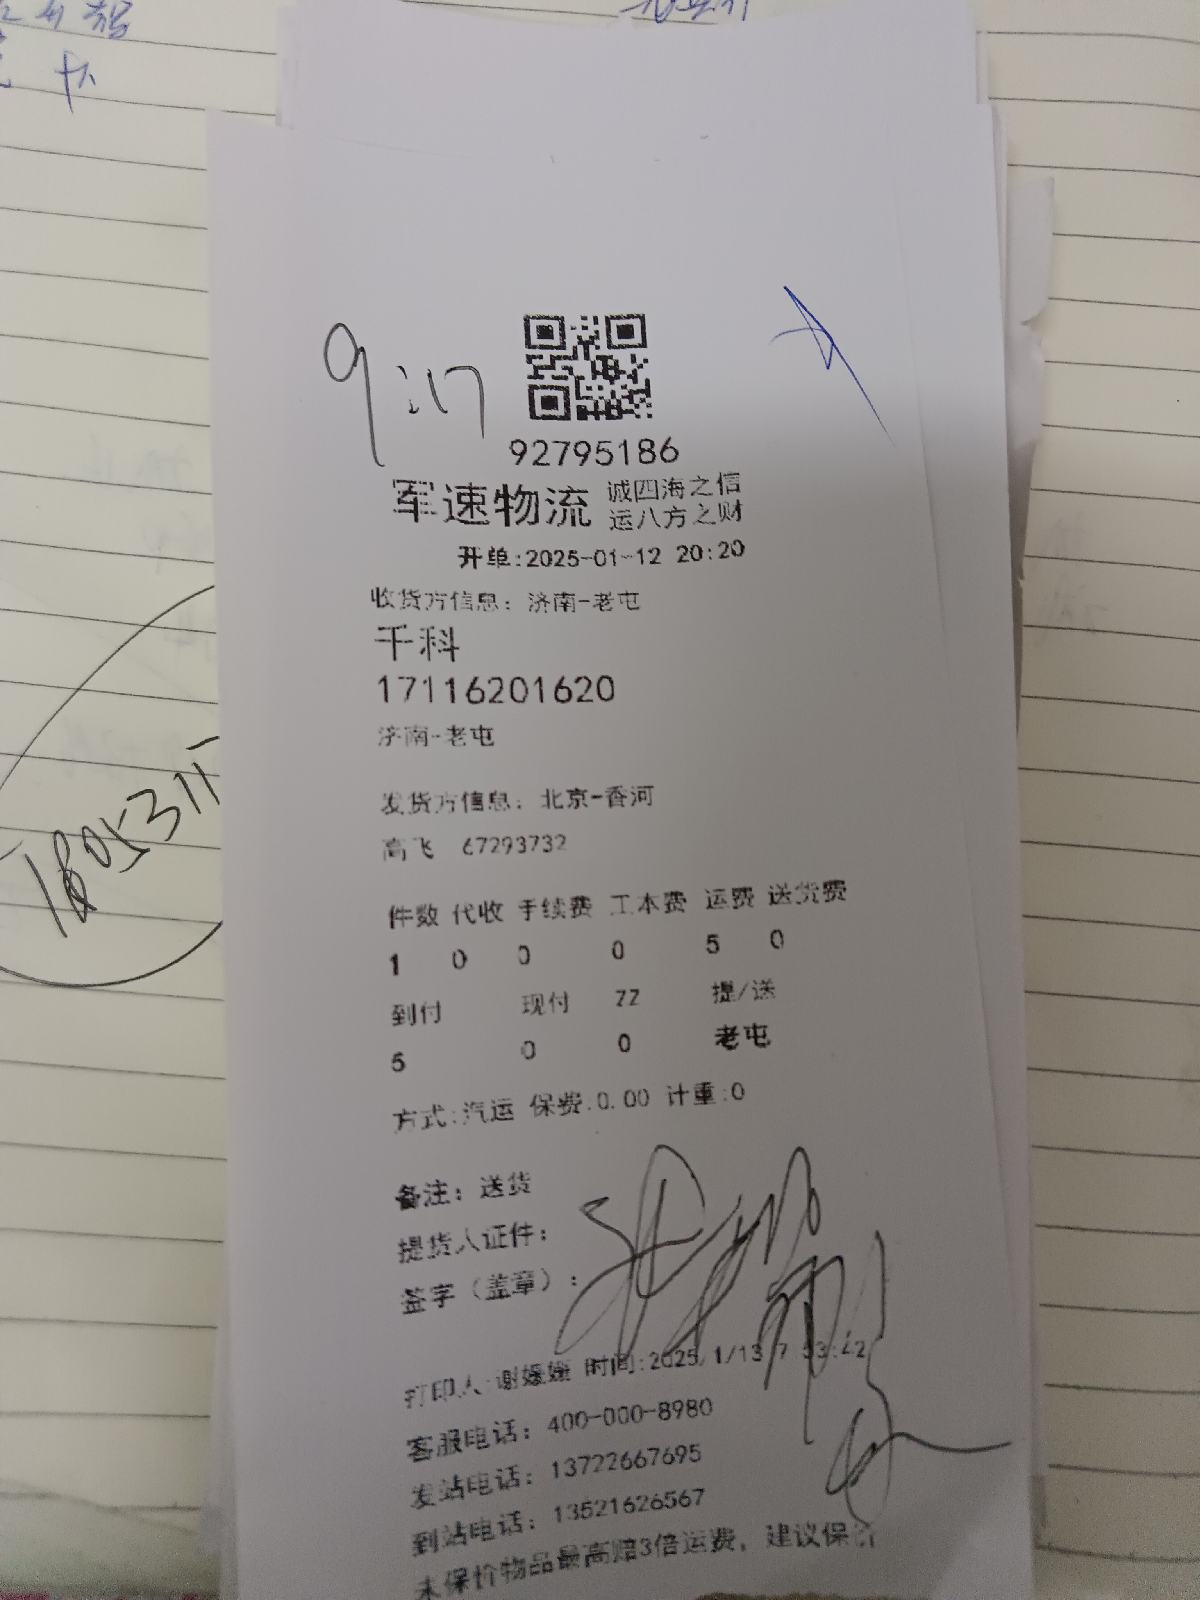 9:17
92795186
军速物流 诚四海之信
运八方之财
开单:2025-01-12 20:20
收货方信息: 济南-老屯
千科
17116201620
济南-老屯
发货方信息: 北京-香河
高飞 67293732
件数 代收 手续费 工本费 运费 送货费
1 0 0 0 5 0
到付 现付 ZZ 提/送
5 0 0 老屯
方式:汽运 保费:0.00 计重:0
备注: 送货
提货人证件:
签字（盖章）:
打印人:谢媛媛 时间:2025/1/13 7:53:42
客服电话: 400-000-8980
发站电话: 13722667695
到站电话: 13521626567
未保价物品最高赔3倍运费, 建议保价